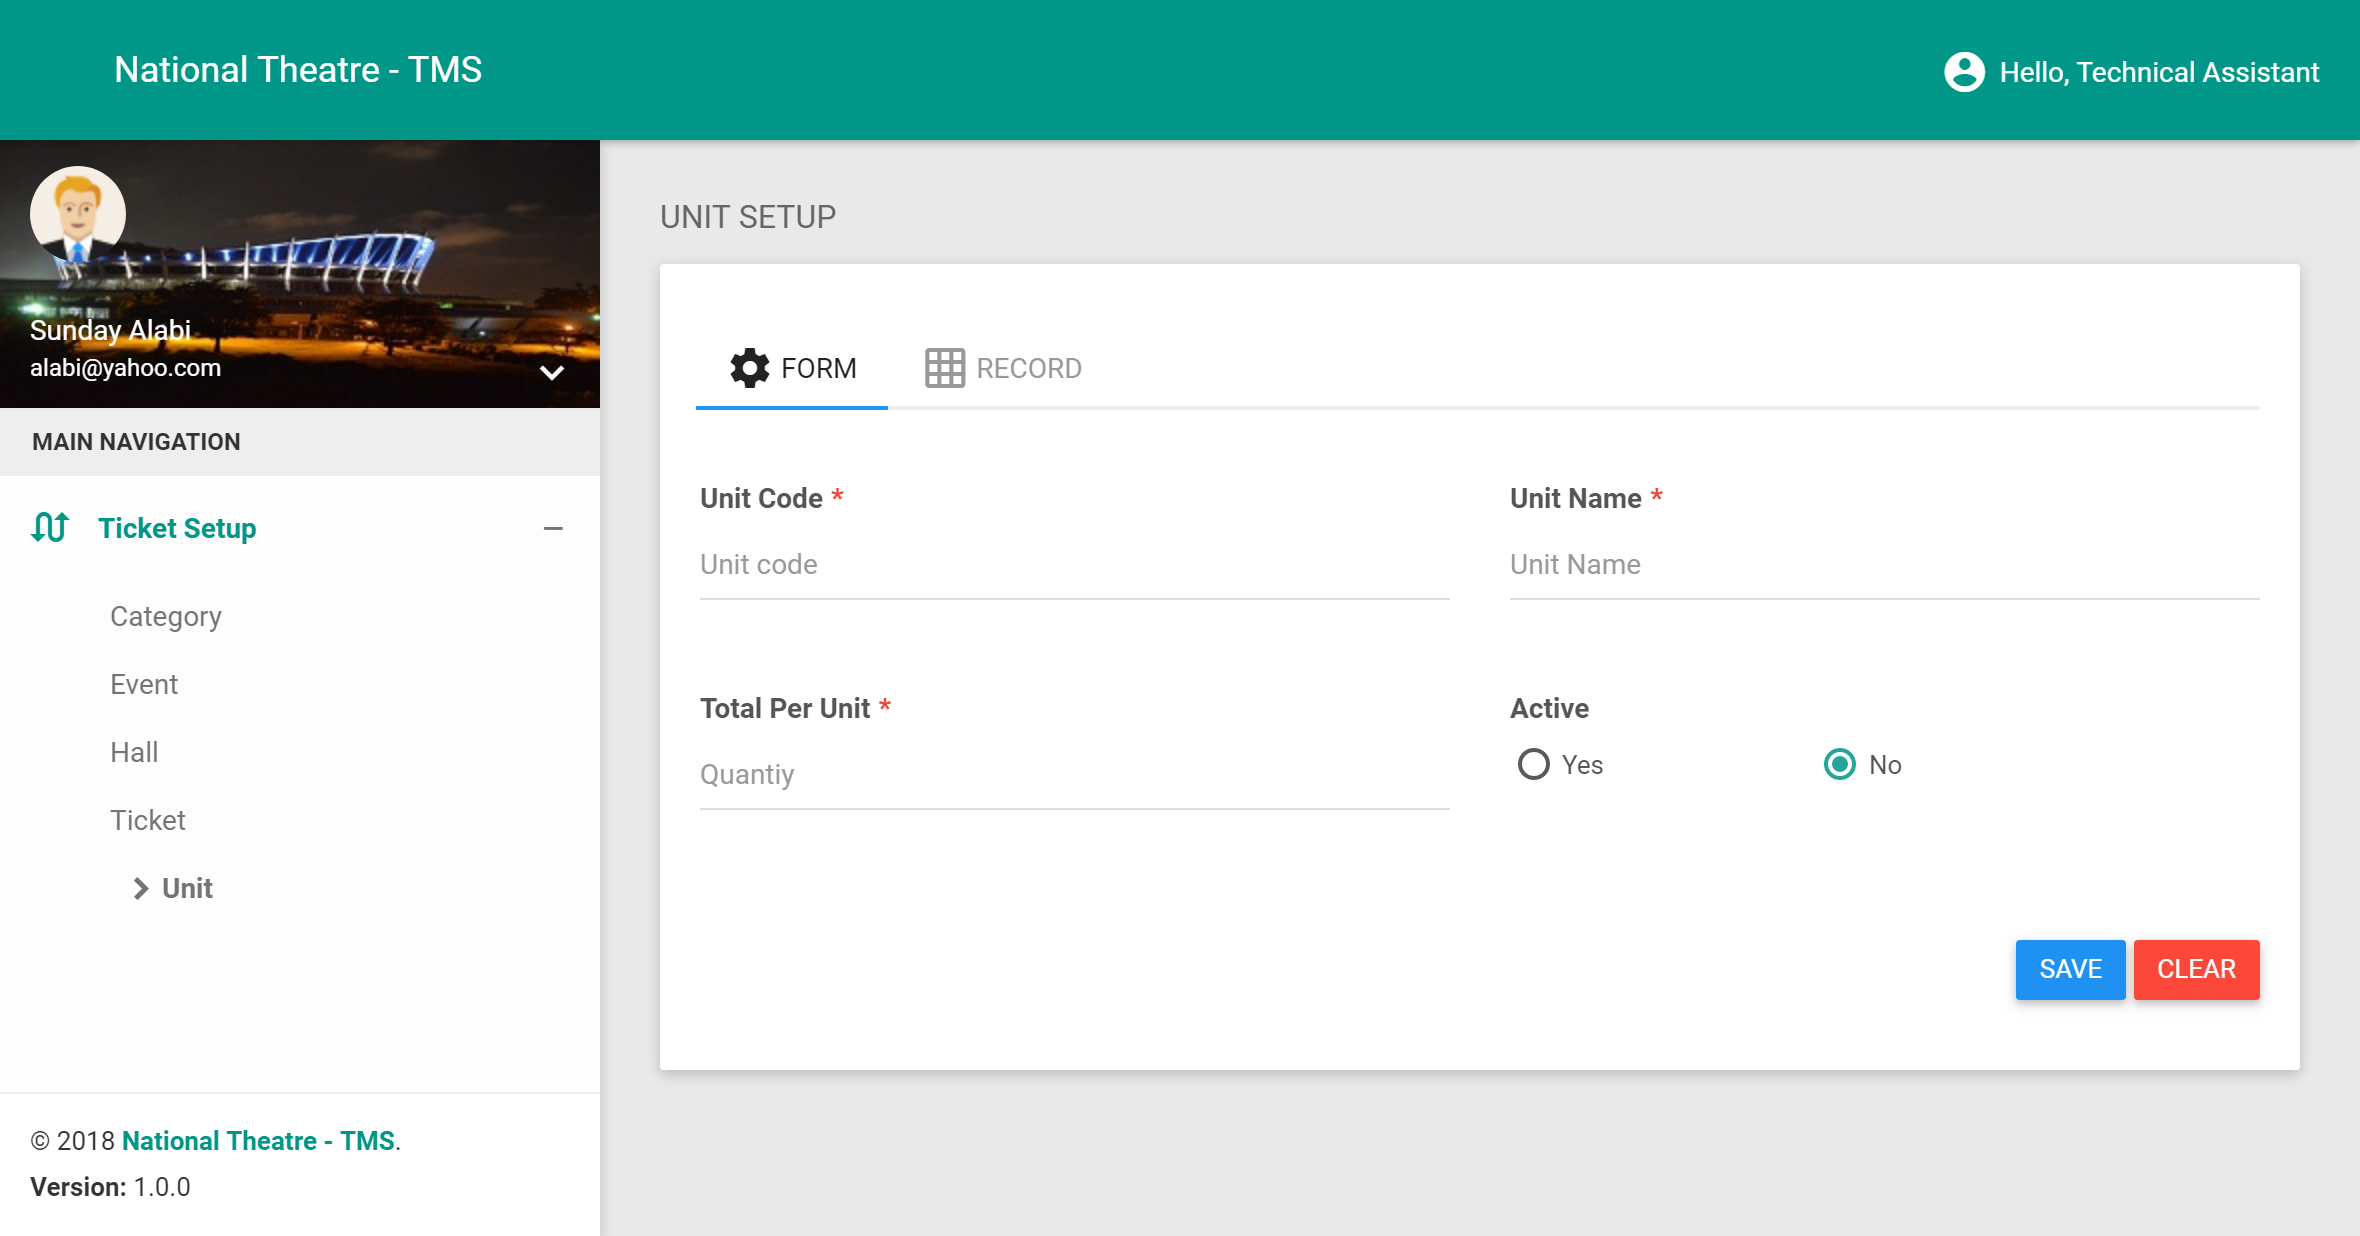 National Theatre - TMS
Hello, Technical Assistant
Sunday Alabi
alabi@yahoo.com
MAIN NAVIGATION
Ticket Setup
Category
Event
Hall
Ticket
Unit
© 2018 National Theatre - TMS.
Version: 1.0.0
UNIT SETUP
FORM RECORD
Unit Code * Unit Name *
Unit code Unit Name
Total Per Unit * Active
Quantiy Yes No
SAVE CLEAR